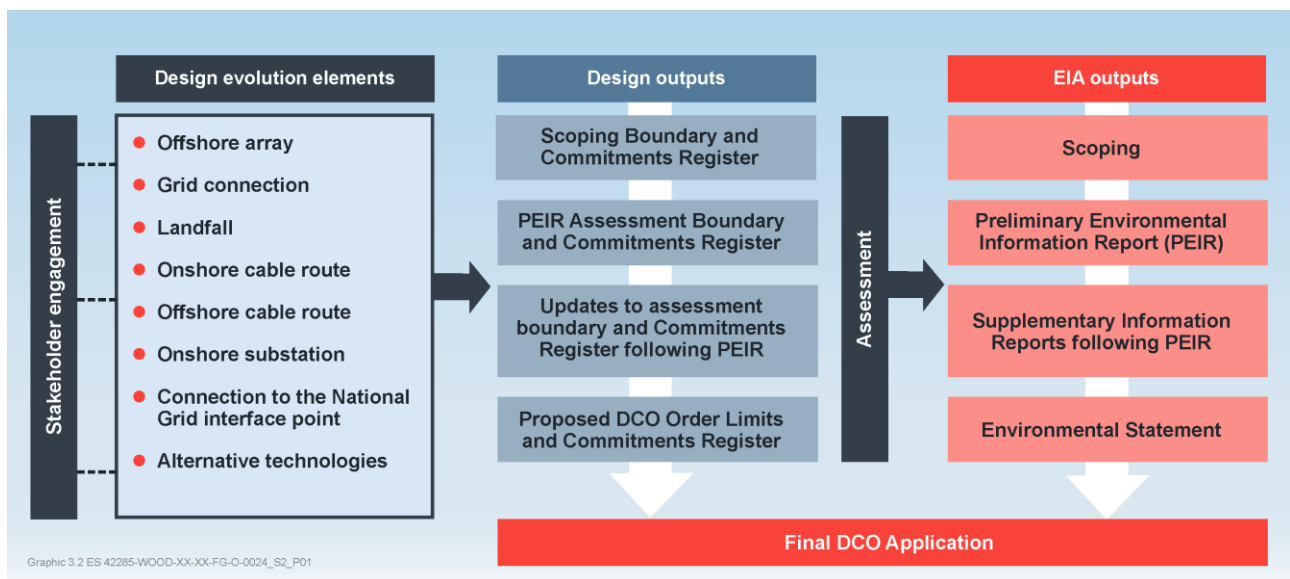 Design evolution elements
Design outputs
EIA outputs
Stakeholder engagement
Offshore array
Grid connection
Landfall
Onshore cable route
Offshore cable route
Onshore substation
Connection to the National
Grid interface point
Alternative technologies
Scoping Boundary and
Commitments Register
PEIR Assessment Boundary
and Commitments Register
Updates to assessment
boundary and Commitments
Register following PEIR
Proposed DCO Order Limits
and Commitments Register
Assessment
Scoping
Preliminary Environmental
Information Report (PEIR)
Supplementary Information
Reports following PEIR
Environmental Statement
Final DCO Application
Graphic 3.2 ES 42285-WOOD-XX-XX-FG-O-0024_S2_P01